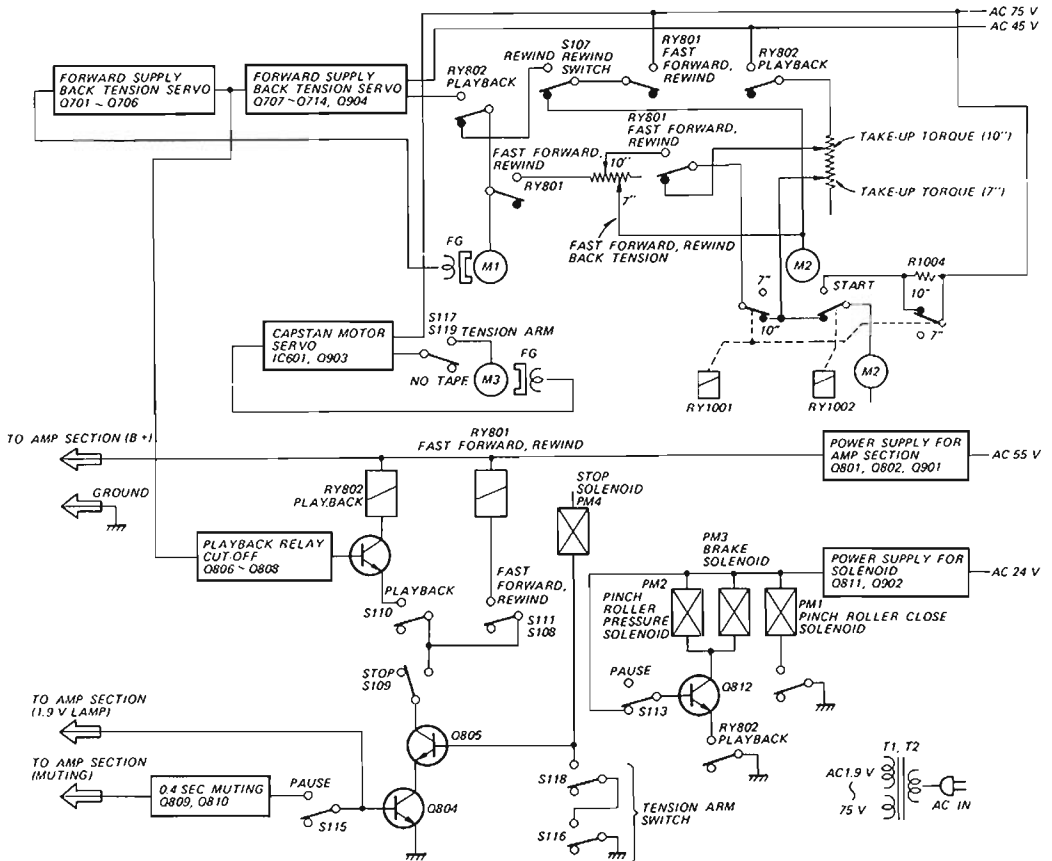 AC 75 V
AC 45 V
S107
REWIND
REWIND
SWITCH
RY801
FAST
FORWARD,
REWIND
RY802
PLAYBACK
RY802
PLAYBACK
FORWARD SUPPLY
BACK TENSION SERVO
Q701 ~ Q706
FORWARD SUPPLY
BACK TENSION SERVO
Q707 ~ Q714, Q904
RY801
FAST FORWARD,
REWIND
FAST FORWARD,
REWIND
10"
RY801
7"
TAKE-UP TORQUE (10")
TAKE-UP TORQUE (7")
FAST FORWARD, REWIND
BACK TENSION
FG
M1
M2
R1004
7"
START
10"
10"
7"
S117
S119
TENSION ARM
CAPSTAN MOTOR
SERVO
IC601, Q903
FG
NO TAPE
M3
M2
RY1001
RY1002
TO AMP SECTION (B +)
RY801
FAST FORWARD, REWIND
POWER SUPPLY FOR
AMP SECTION
Q801, Q802, Q901
AC 55 V
GROUND
RY802
PLAYBACK
STOP
SOLENOID
PM4
PLAYBACK RELAY
CUT-OFF
Q806 ~ Q808
PM3
BRAKE
SOLENOID
POWER SUPPLY FOR
SOLENOID
Q811, Q902
AC 24 V
PLAYBACK
FAST
FORWARD,
REWIND
S110
S111
S108
PM2
PINCH
ROLLER
PRESSURE
SOLENOID
PM1
PINCH ROLLER CLOSE
SOLENOID
STOP
S109
PAUSE
S113
Q812
TO AMP SECTION
(1.9 V LAMP)
Q805
RY802
PLAYBACK
T1, T2
TO AMP SECTION
(MUTING)
0.4 SEC MUTING
Q809, Q810
PAUSE
S115
Q804
S118
S116
TENSION ARM
SWITCH
AC1.9 V
~
75 V
AC IN